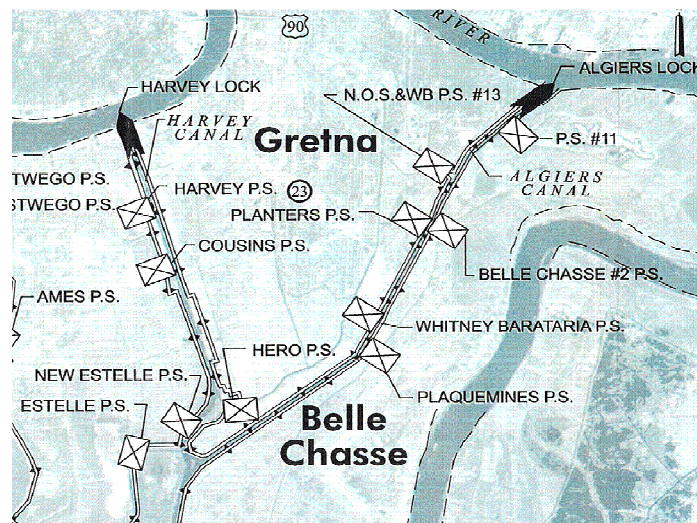 90
RIVER
HARVEY LOCK
ALGIERS LOCK
N.O.S.&WB P.S. #13
HARVEY
CANAL
Gretna
P.S. #11
TWEGO P.S.
ALGIERS
CANAL
HARVEY P.S.
23
STWEGO P.S.
PLANTERS P.S.
COUSINS P.S.
BELLE CHASSE #2 P.S.
AMES P.S.
WHITNEY BARATARIA P.S.
HERO P.S.
NEW ESTELLE P.S.
PLAQUEMINES P.S.
ESTELLE P.S.
Belle
Chasse